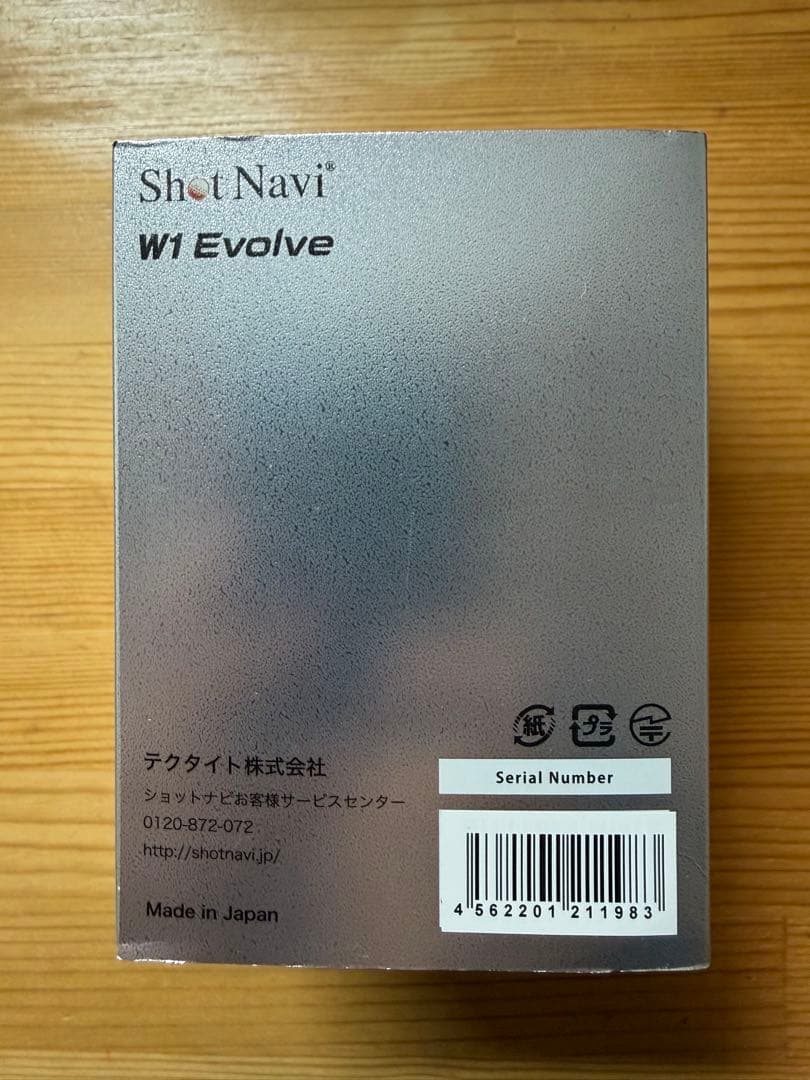 Shot Navi®
W1 Evolve
紙 プラ
テクタイト株式会社
ショットナビお客様サービスセンター
0120-872-072
http://shotnavi.jp/
Made in Japan
Serial Number
4 562201 211983